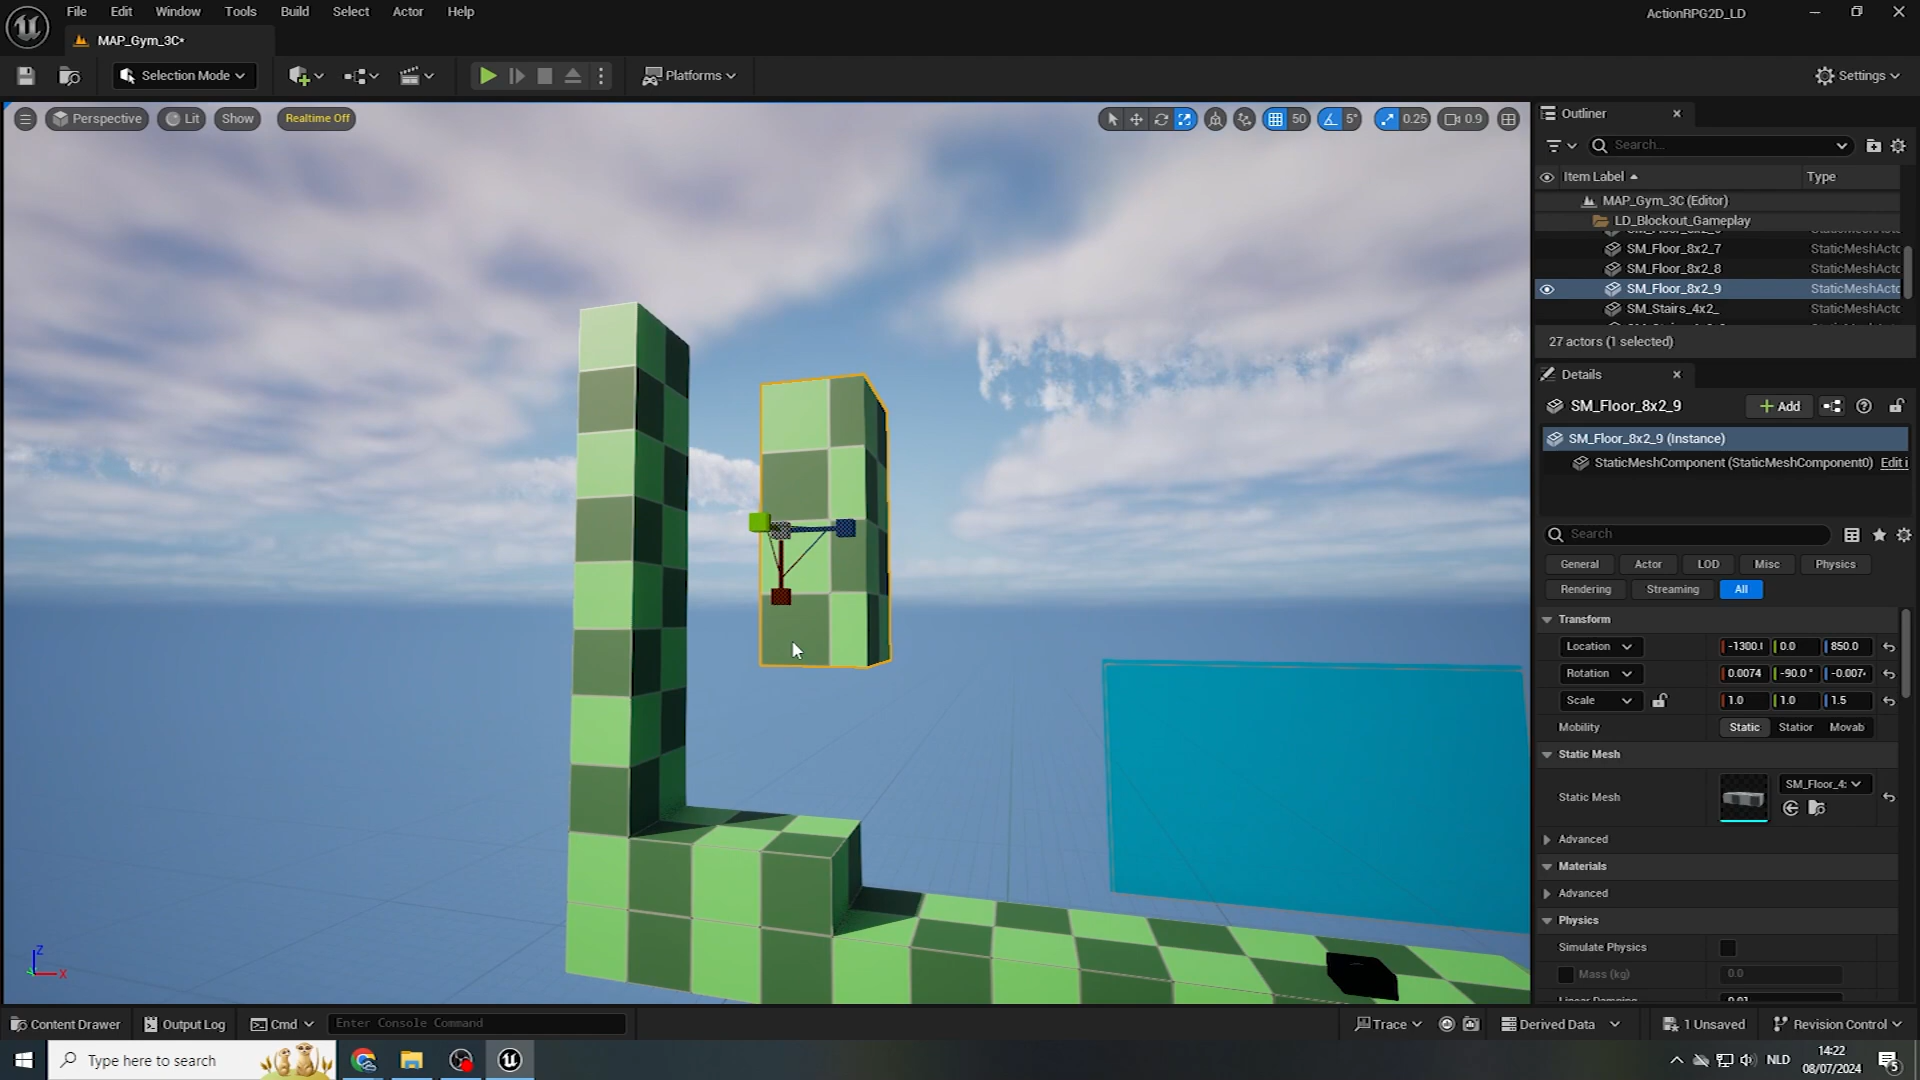 File Edit Window Tools Build Select Actor Help
ActionRPG2D_LD
MAP_Gym_3C*
Selection Mode
Platforms
Settings
Perspective Lit Show Realtime Off
50 5° 0.25 0.9
Outliner
Search...
Item Label Type
MAP_Gym_3C (Editor)
LD_Blockout_Gameplay
SM_Floor_8x2_7 StaticMeshActo
SM_Floor_8x2_8 StaticMeshActo
SM_Floor_8x2_9 StaticMeshActo
SM_Stairs_4x2_ StaticMeshActo
27 actors (1 selected)
Details
SM_Floor_8x2_9 Add
SM_Floor_8x2_9 (Instance)
StaticMeshComponent (StaticMeshComponent0) Edit i
Search
General Actor LOD Misc Physics
Rendering Streaming All
Transform
Location -1300.( 0.0 850.0
Rotation 0.0074 -90.0 ° -0.007
Scale 1.0 1.0 1.5
Mobility Static Statior Movab
Static Mesh
Static Mesh SM_Floor_4:
Advanced
Materials
Advanced
Physics
Simulate Physics
Mass (kg) 0.0
Z
X
Content Drawer Output Log Cmd Enter Console Command
Trace Derived Data 1 Unsaved Revision Control
Type here to search
NLD
14:22
08/07/2024
5